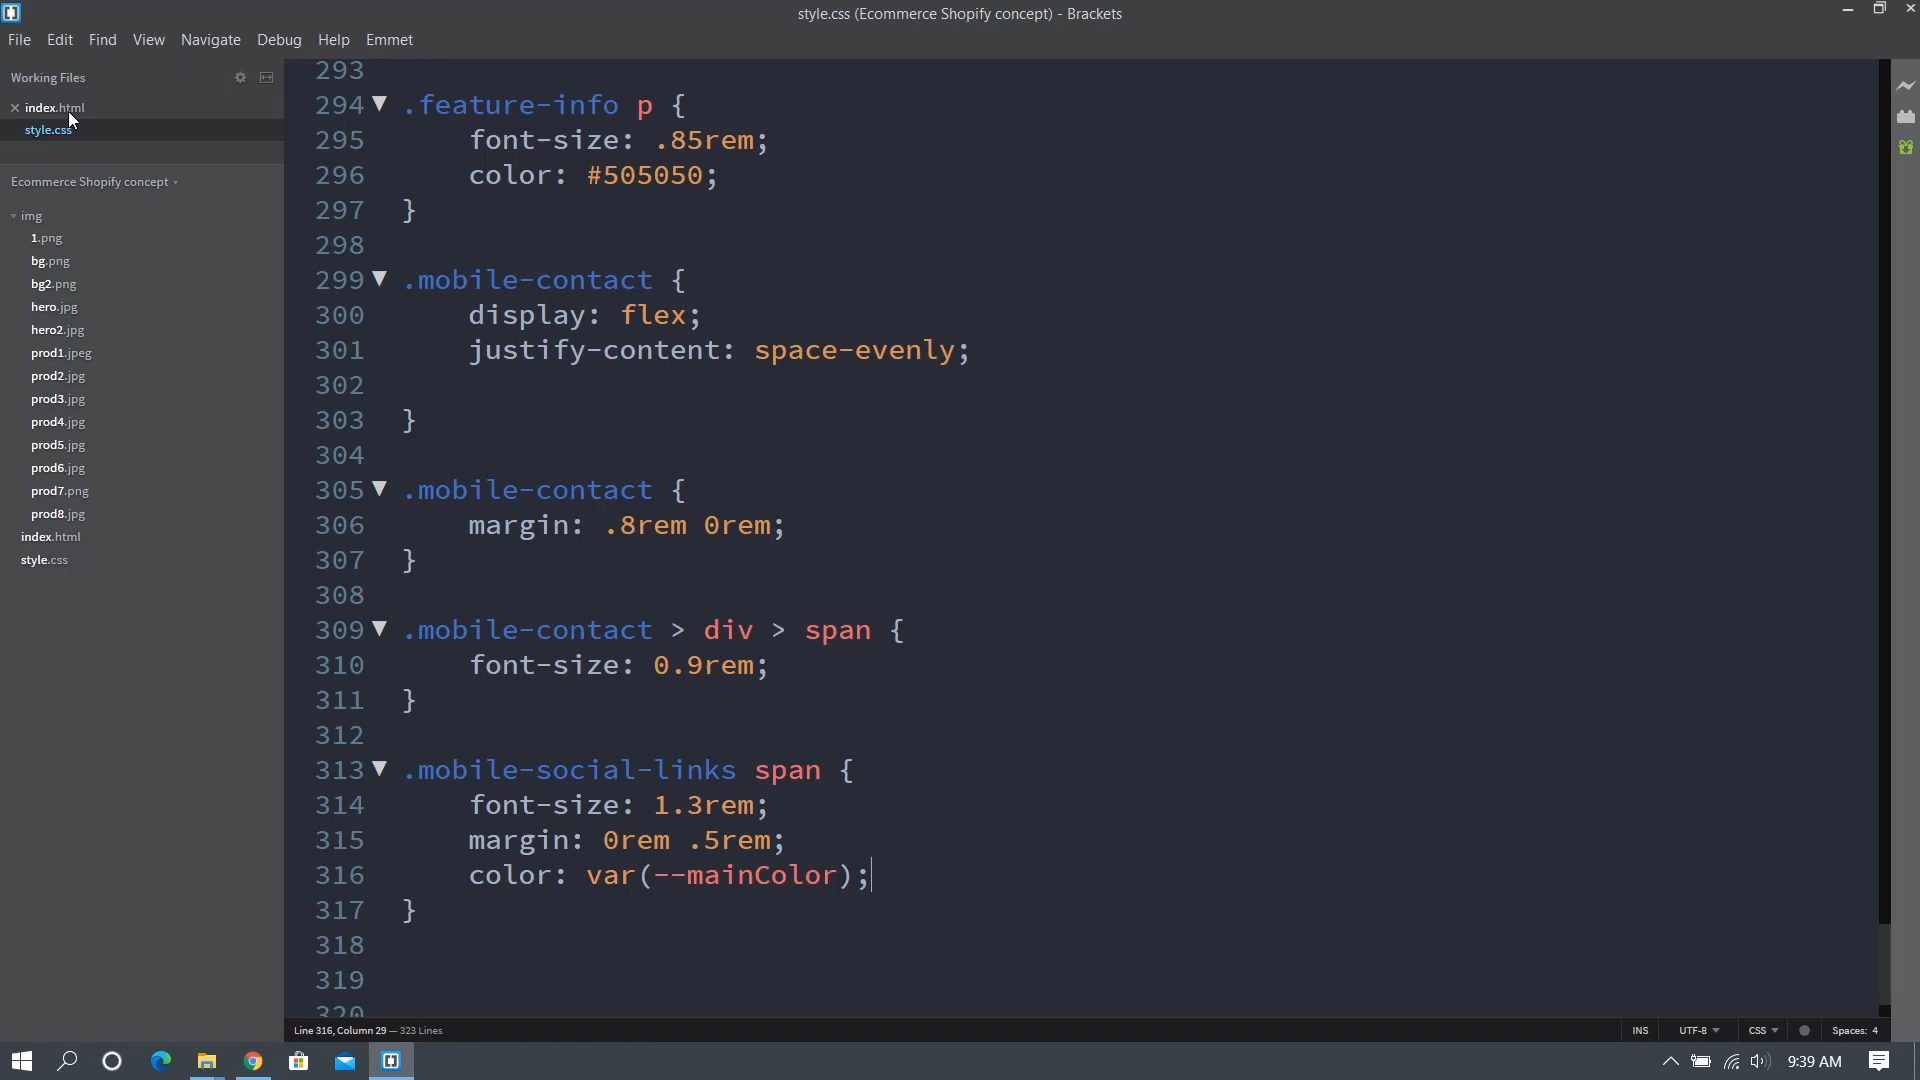 style.css (Ecommerce Shopify concept) - Brackets
File Edit Find View Navigate Debug Help Emmet
Working Files
index.html
style.css
Ecommerce Shopify concept
img
1.png
bg.png
bg2.png
hero.jpg
hero2.jpg
prod1.jpeg
prod2.jpg
prod3.jpg
prod4.jpg
prod5.jpg
prod6.jpg
prod7.png
prod8.jpg
index.html
style.css
293
294 .feature-info p {
295 font-size: .85rem;
296 color: #505050;
297 }
298
299 .mobile-contact {
300 display: flex;
301 justify-content: space-evenly;
302
303 }
304
305 .mobile-contact {
306 margin: .8rem 0rem;
307 }
308
309 .mobile-contact > div > span {
310 font-size: 0.9rem;
311 }
312
313 .mobile-social-links span {
314 font-size: 1.3rem;
315 margin: 0rem .5rem;
316 color: var(--mainColor);
317 }
318
319
320
Line 316, Column 29 — 323 Lines
INS UTF-8 CSS Spaces: 4
9:39 AM